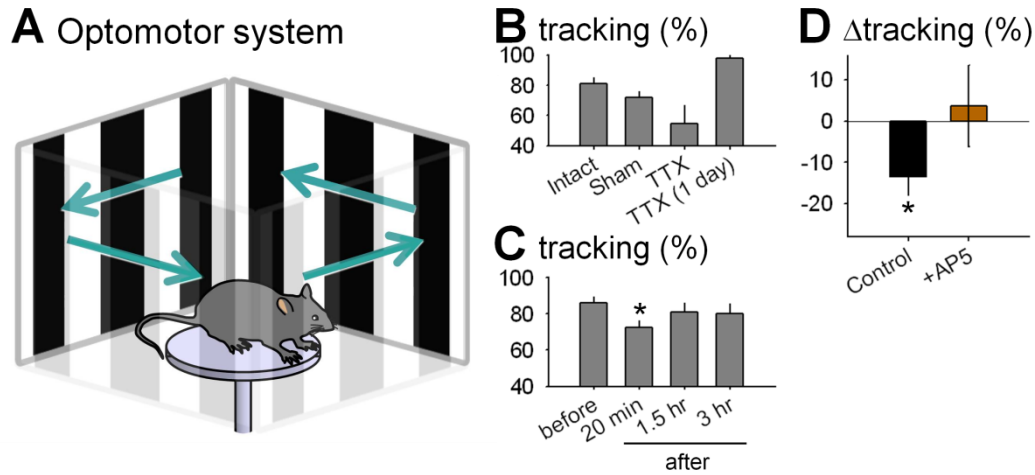 A Optomotor system
B tracking (%)
100
80
60
40
Intact
Sham
TTX
TTX (1 day)
C tracking (%)
100
80
60
40
*
before
20 min
1.5 hr
3 hr
after
D Δtracking (%)
10
0
-10
-20
*
Control
+AP5